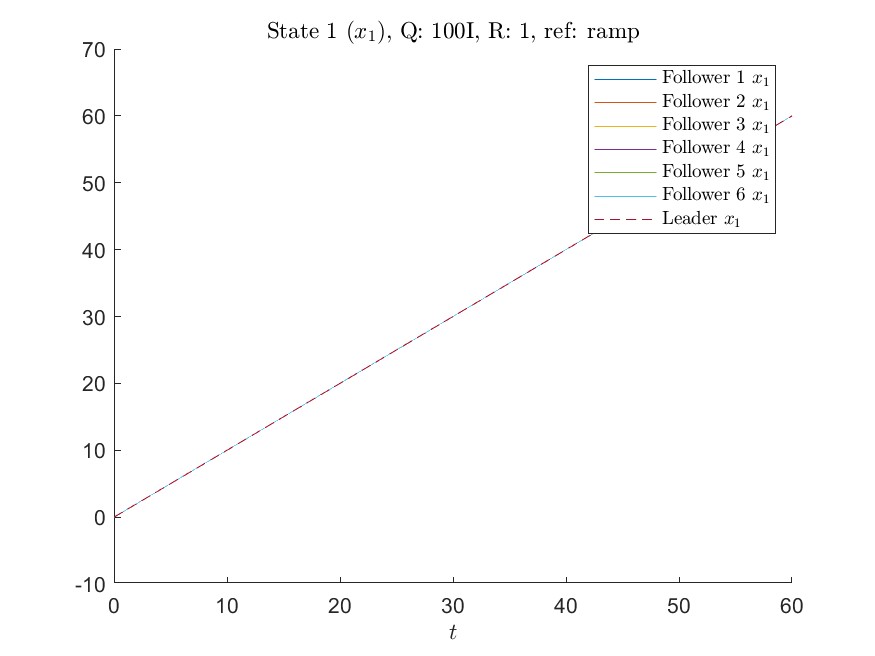 State 1 (x₁), Q: 100I, R: 1, ref: ramp
70
60
50
40
30
20
10
0
-10
Follower 1 x₁
Follower 2 x₁
Follower 3 x₁
Follower 4 x₁
Follower 5 x₁
Follower 6 x₁
Leader x₁
0 10 20 30 40 50 60
t